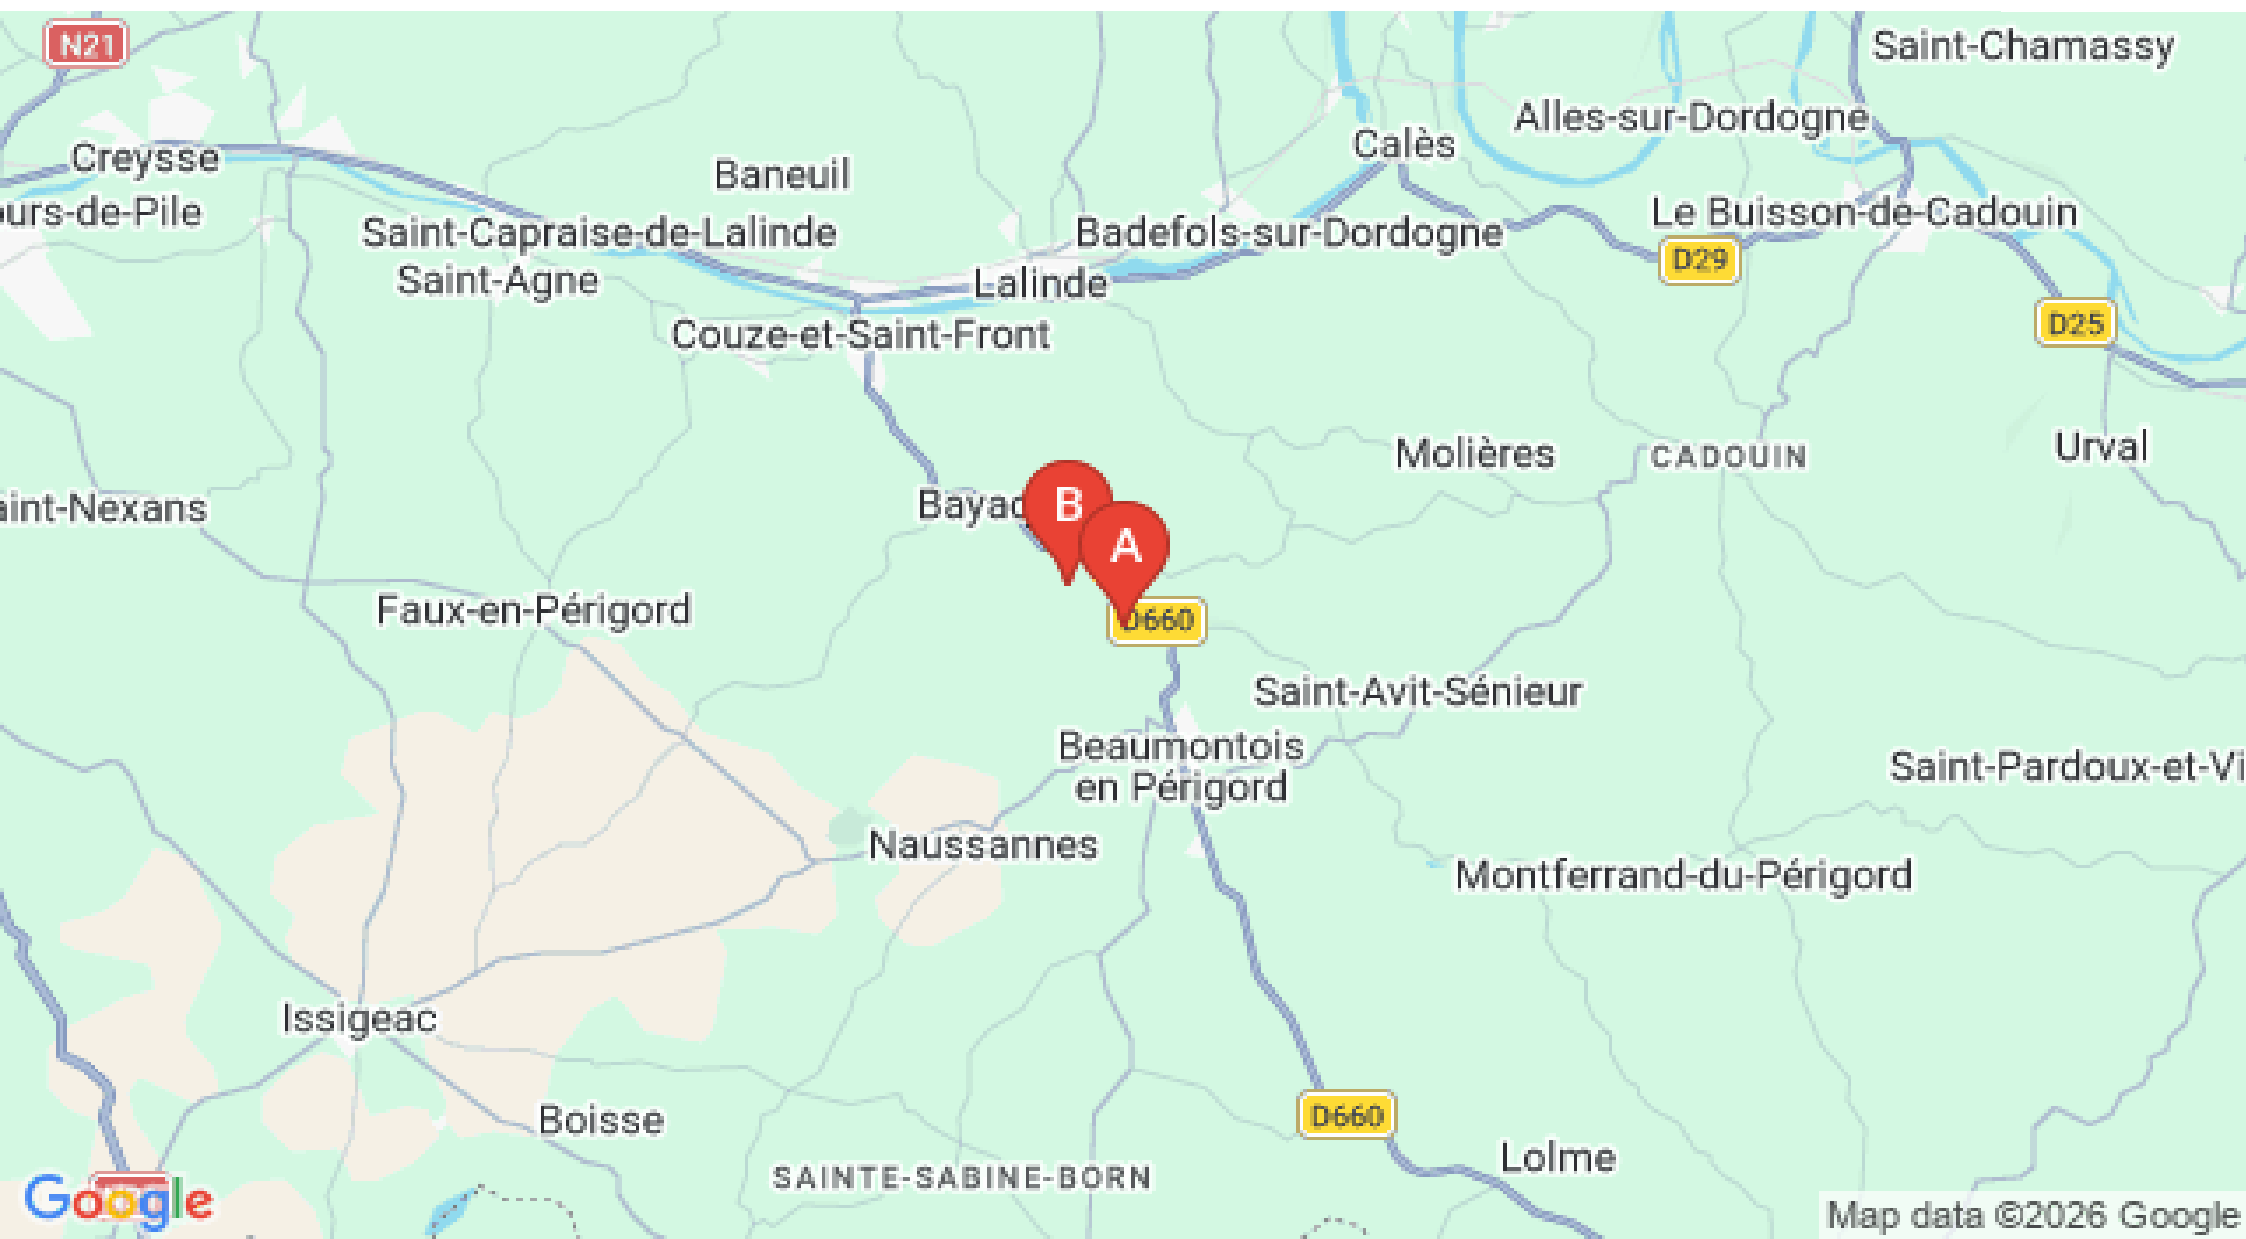 N21
Saint-Chamassy
Alles-sur-Dordogne
Calès
Creysse
Baneuil
ours-de-Pile
Le Buisson-de-Cadouin
Saint-Capraise-de-Lalinde
Badefols-sur-Dordogne
D29
Saint-Agne
Lalinde
D25
Couze-et-Saint-Front
Molières
CADOUIN
Urval
Bayac
B
aint-Nexans
A
Faux-en-Périgord
D660
Saint-Avit-Sénieur
Beaumontois
en Périgord
Saint-Pardoux-et-Vi
Naussannes
Montferrand-du-Périgord
Issigeac
Boisse
D660
Lolme
SAINTE-SABINE-BORN
Google
Map data ©2026 Google